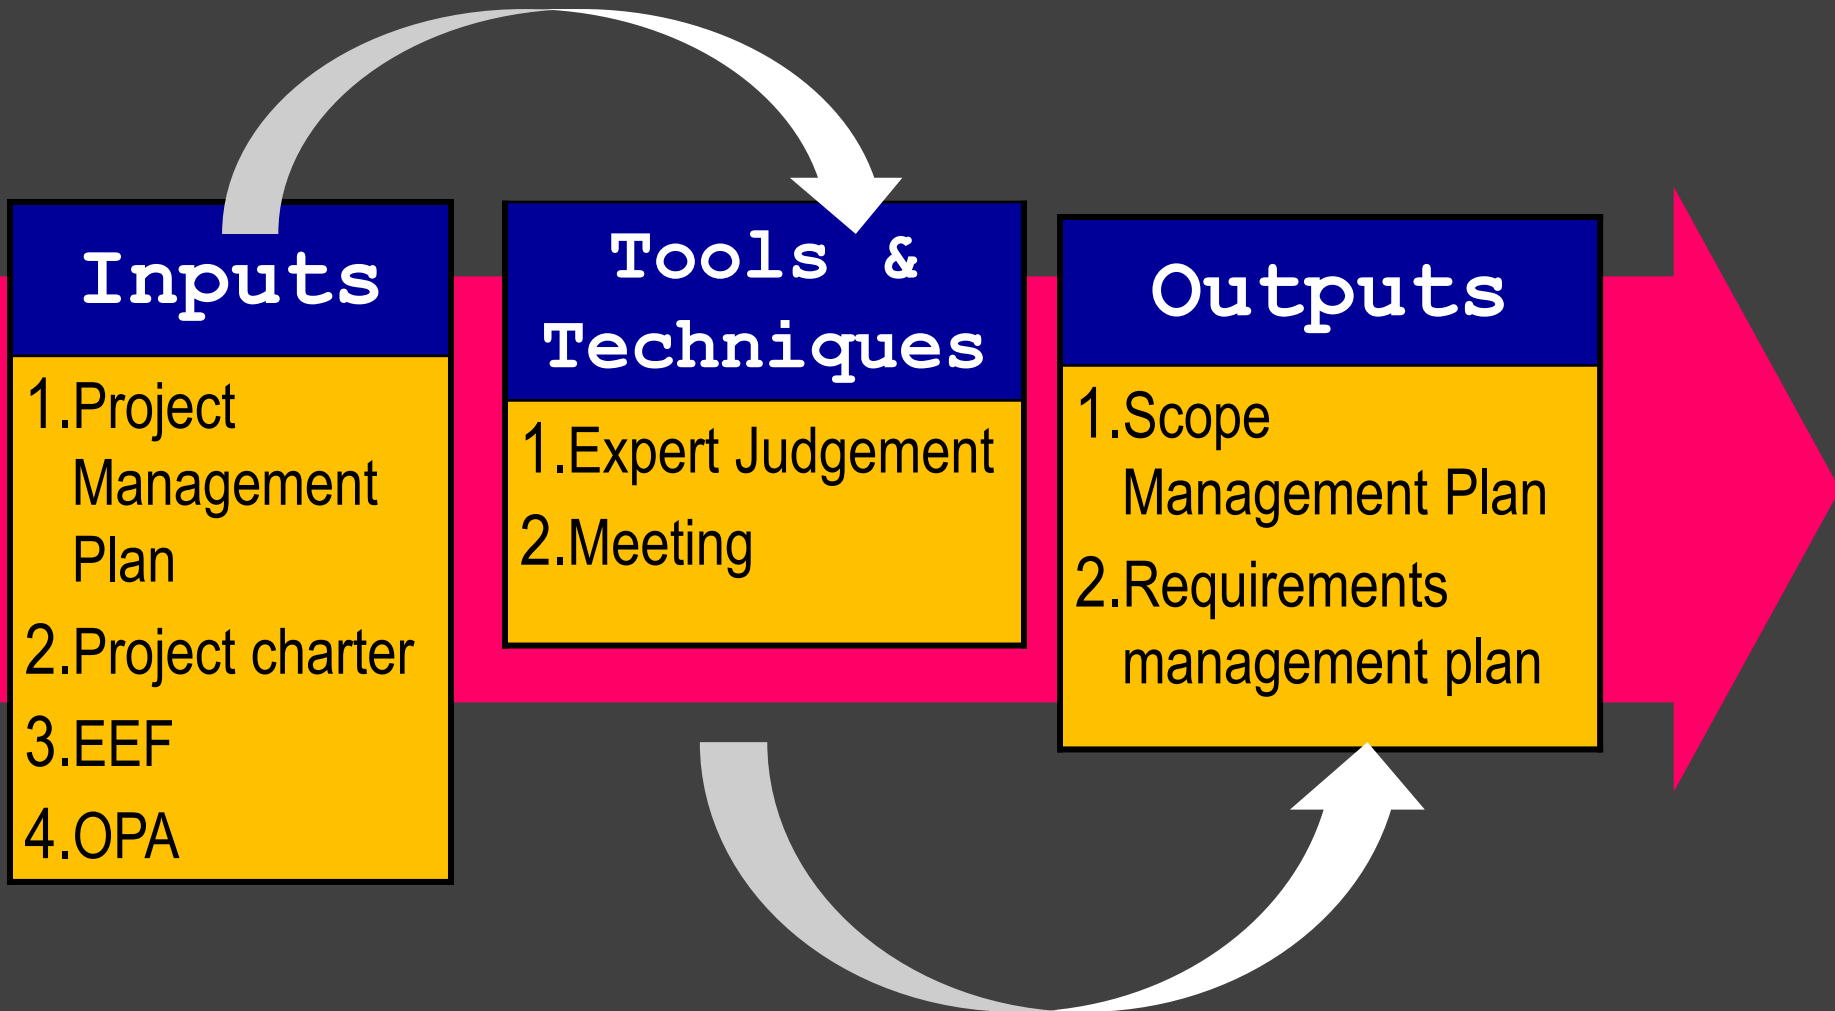 Inputs
1.Project
Management
Plan
2.Project charter
3.EEF
4.OPA
Tools &
Techniques
1.Expert Judgement
2.Meeting
Outputs
1.Scope
Management Plan
2.Requirements
management plan